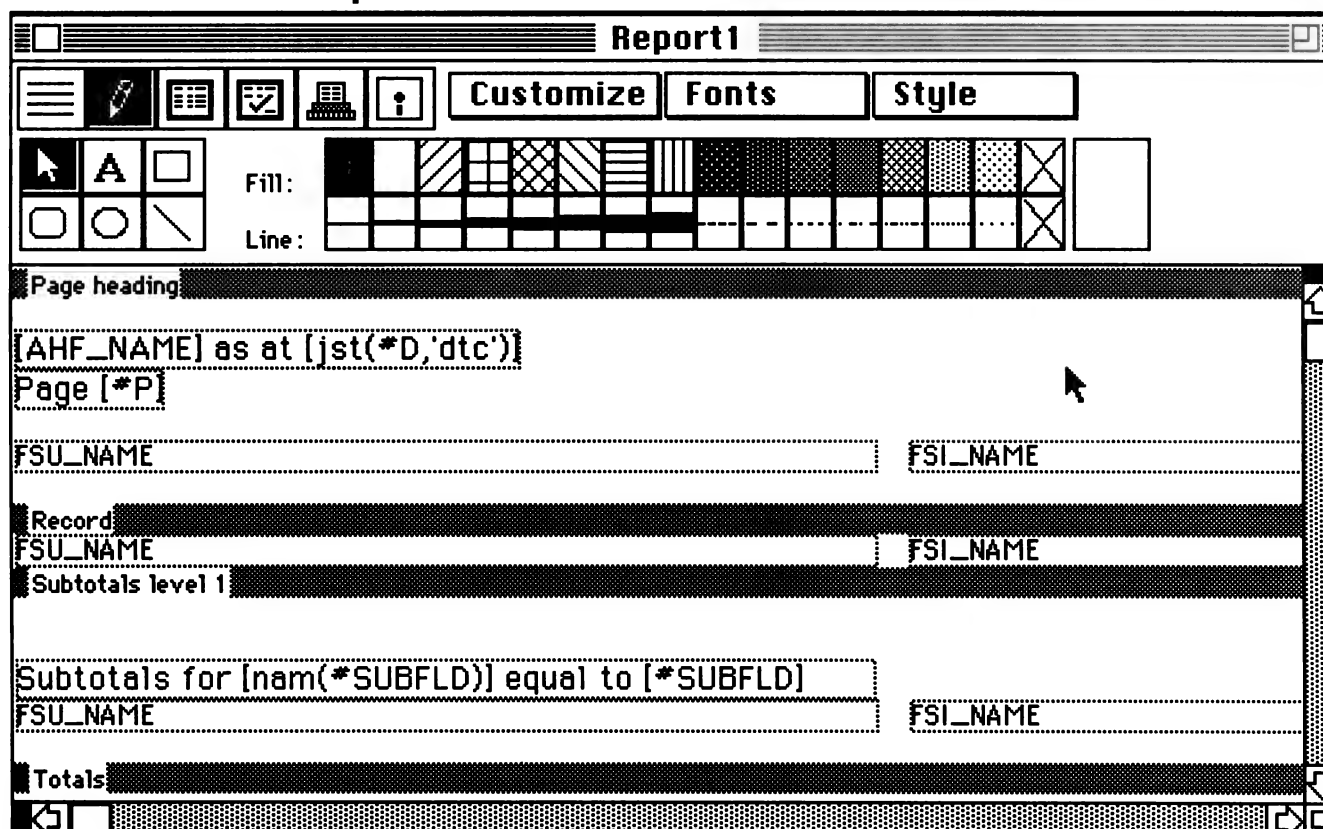 Report1
Customize Fonts Style
A
Fill:
Line:
Page heading
[AHF_NAME] as at [jst(#D,'dtc')]
Page [#P]
FSU_NAME FSI_NAME
Record
FSU_NAME FSI_NAME
Subtotals level 1
Subtotals for [nam(#SUBFLD)] equal to [#SUBFLD]
FSU_NAME FSI_NAME
Totals